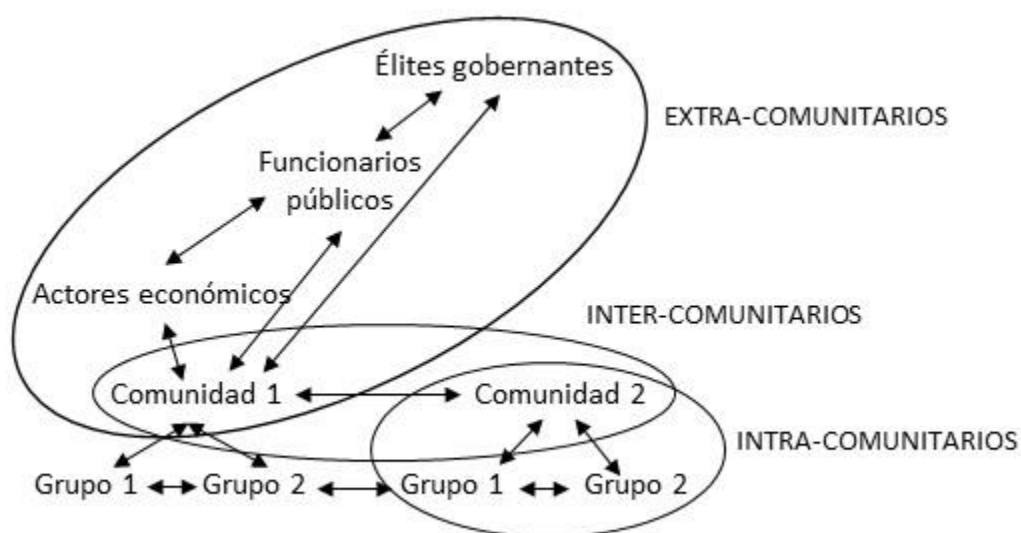 Élites gobernantes
EXTRA-COMUNITARIOS
Funcionarios
públicos
Actores económicos
INTER-COMUNITARIOS
Comunidad 1
Comunidad 2
INTRA-COMUNITARIOS
Grupo 1
Grupo 2
Grupo 1
Grupo 2